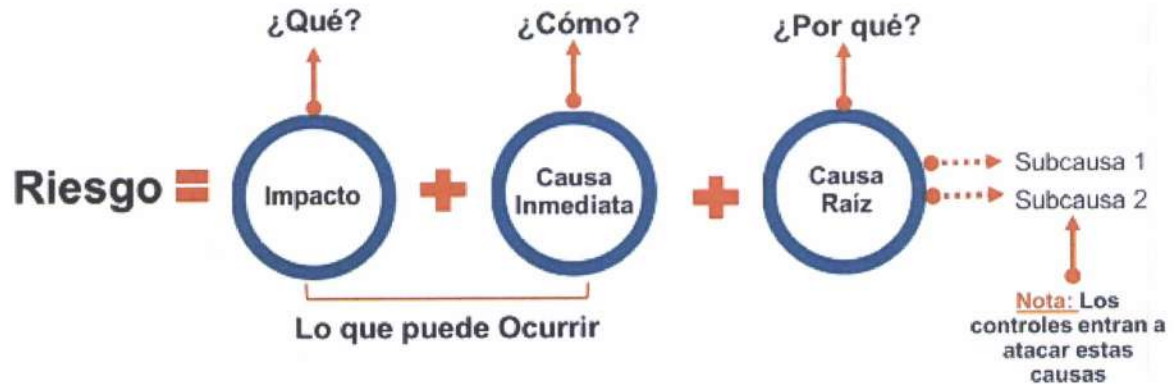 ¿Qué?
¿Cómo?
¿Por qué?
Riesgo =
Impacto
+
Causa
Inmediata
+
Causa
Raíz
Subcausa 1
Subcausa 2
Lo que puede Ocurrir
Nota: Los
controles entran a
atacar estas
causas